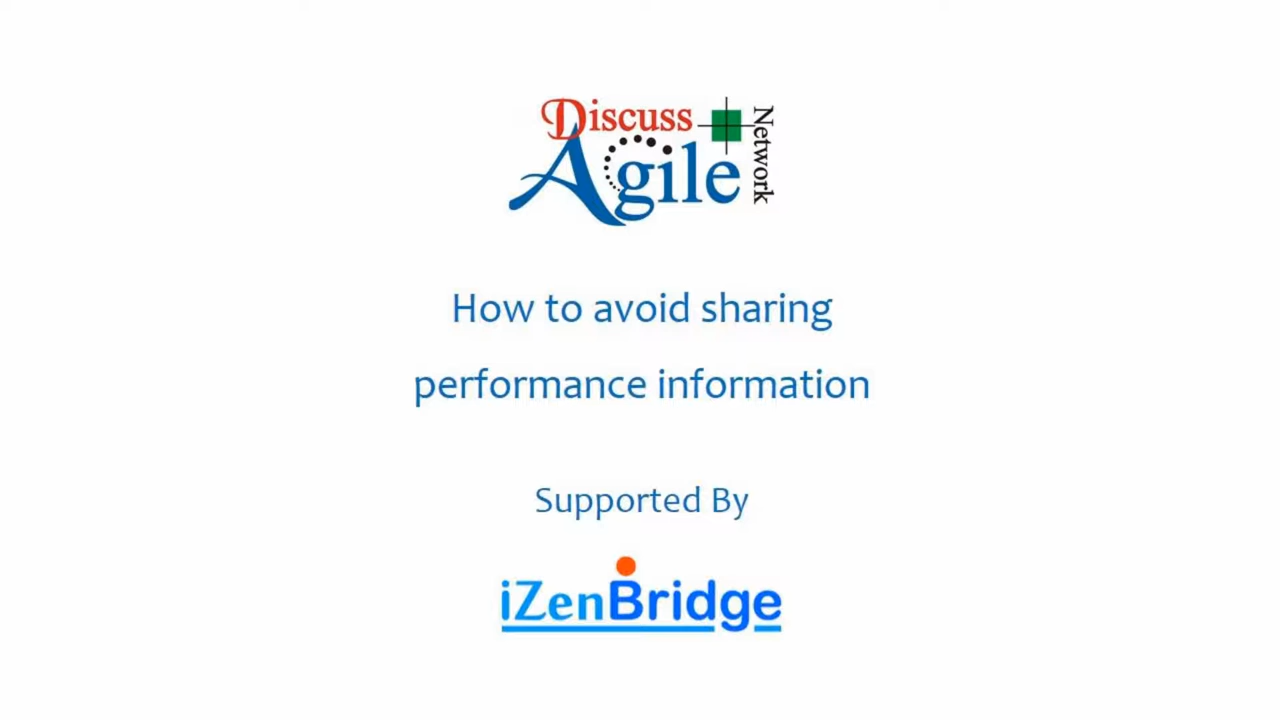 Discuss
Agile
Network
How to avoid sharing
performance information
Supported By
iZenBridge